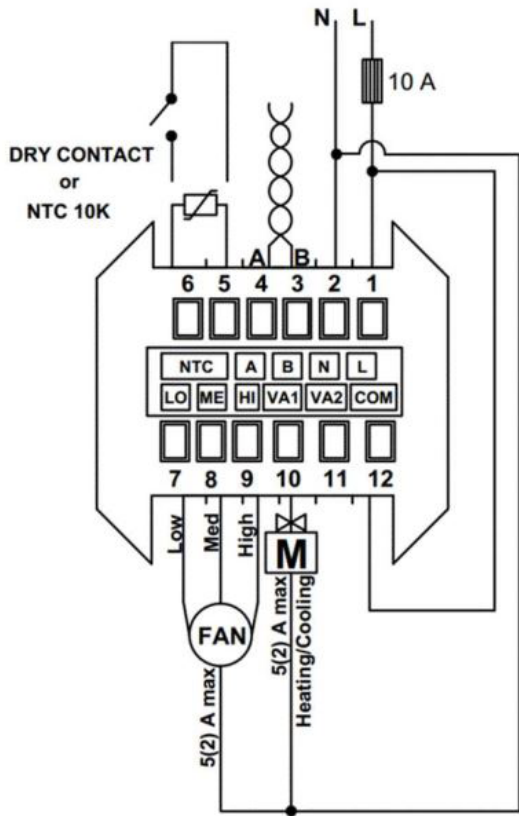 N L
10 A
DRY CONTACT
or
NTC 10K
A B
6 5 4 3 2 1
NTC A B N L
LO ME HI VA1 VA2 COM
7 8 9 10 11 12
Low
Med
High
M
FAN
5(2) A max
5(2) A max
Heating/Cooling